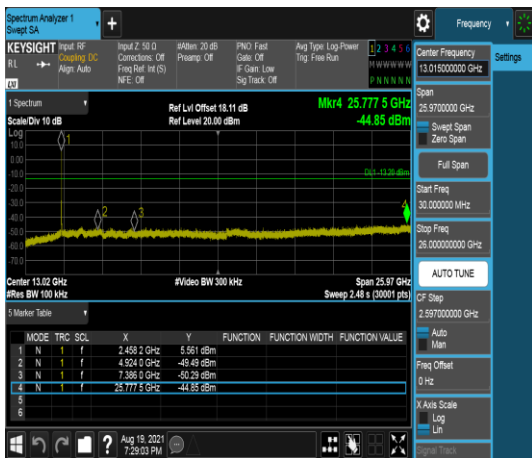 Spectrum Analyzer 1
Swept SA
Frequency
KEYSIGHT Input: RF Input Z: 50 Ω #Atten: 20 dB PNO: Fast Avg Type: Log-Power 1 2 3 4 5 6
RL Coupling: DC Corrections: Off Preamp: Off Gate: Off Trig: Free Run
Align: Auto Freq Ref: Int (S) IF Gain: Low M W W W W W
NFE: Off Sig Track: Off P N N N N N
LXI
1 Spectrum
Ref Lvl Offset 18.11 dB
Mkr4 25.777 5 GHz
Scale/Div 10 dB
Ref Level 20.00 dBm
-44.85 dBm
Log
10.0
0.00
-10.0
-20.0
-30.0
-40.0
-50.0
-60.0
-70.0
1
2
3
4
DL1 -13.20 dBm
Center 13.02 GHz
#Video BW 300 kHz
Span 25.97 GHz
#Res BW 100 kHz
Sweep 2.48 s (30001 pts)
5 Marker Table
MODE TRC SCL X Y FUNCTION FUNCTION WIDTH FUNCTION VALUE
1 N 1 f 2.458 2 GHz 5.561 dBm
2 N 1 f 4.924 0 GHz -49.49 dBm
3 N 1 f 7.386 0 GHz -50.29 dBm
4 N 1 f 25.777 5 GHz -44.85 dBm
5
6
Aug 19, 2021
7:29:03 PM
Center Frequency
13.015000000 GHz
Settings
Span
25.9700000 GHz
Swept Span
Zero Span
Full Span
Start Freq
30.000000 MHz
Stop Freq
26.000000000 GHz
AUTO TUNE
CF Step
2.597000000 GHz
Auto
Man
Freq Offset
0 Hz
X Axis Scale
Log
Lin
Signal Track